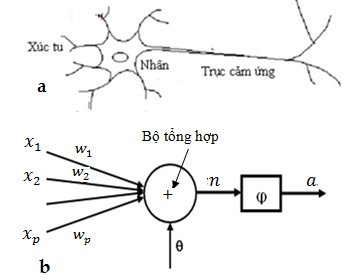 Xúc tu
Nhân
Trục cảm ứng
a
Bộ tổng hợp
x₁
w₁
x₂
w₂
+
n
φ
a
xₚ
wₚ
θ
b